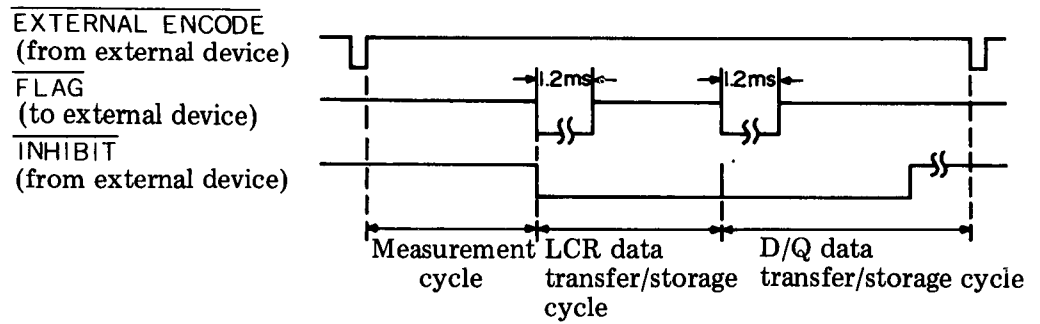 EXTERNAL ENCODE
(from external device)
FLAG
(to external device)
INHIBIT
(from external device)
1.2ms
1.2ms
Measurement
cycle
LCR data
transfer/storage
cycle
D/Q data
transfer/storage cycle